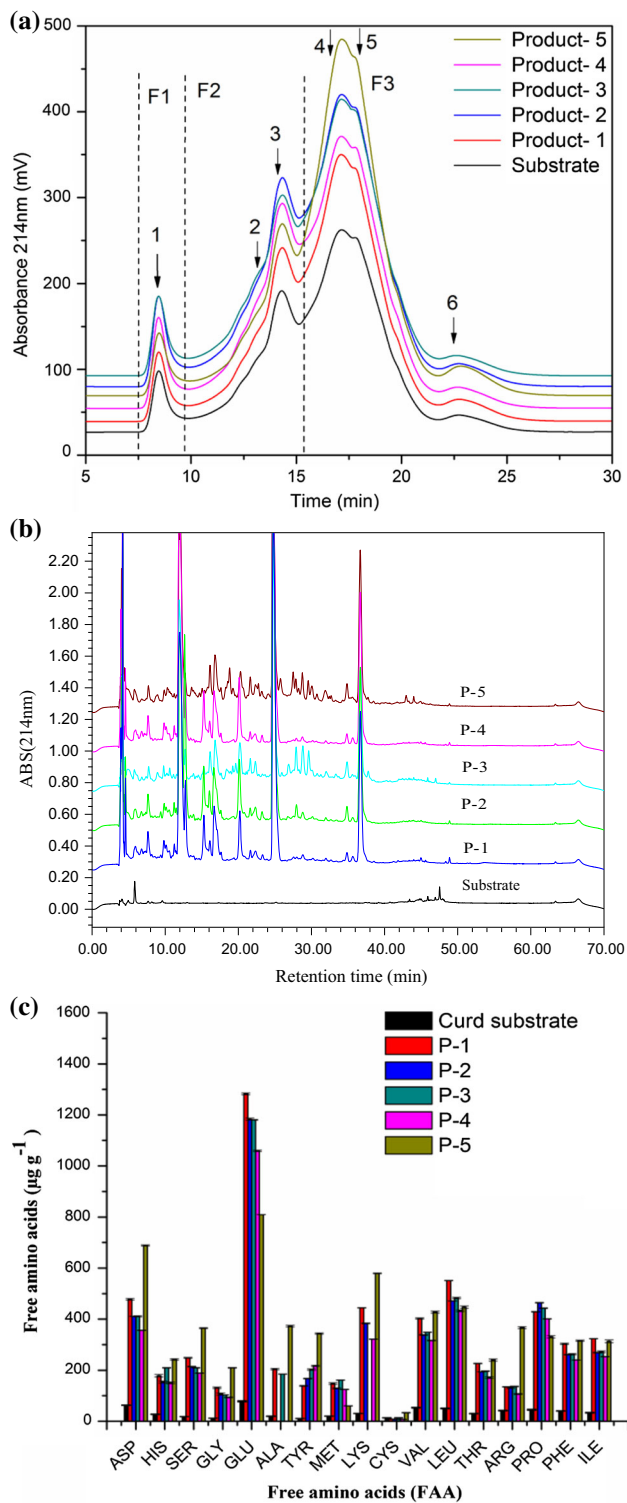 (a)
500
400
300
200
100
0
Absorbance 214nm (mV)
F1
F2
F3
1
2
3
4
5
6
Product- 5
Product- 4
Product- 3
Product- 2
Product- 1
Substrate
5
10
15
20
25
30
Time (min)
(b)
2.20
2.00
1.80
1.60
1.40
1.20
1.00
0.80
0.60
0.40
0.20
0.00
ABS(214nm)
P-5
P-4
P-3
P-2
P-1
Substrate
0.00
10.00
20.00
30.00
40.00
50.00
60.00
70.00
Retention time (min)
(c)
1600
1400
1200
1000
800
600
400
200
0
Free amino acids (µg g⁻¹)
Curd substrate
P-1
P-2
P-3
P-4
P-5
ASP
HIS
SER
GLY
GLU
ALA
TYR
MET
LYS
CYS
VAL
LEU
THR
ARG
PRO
PHE
ILE
Free amino acids (FAA)